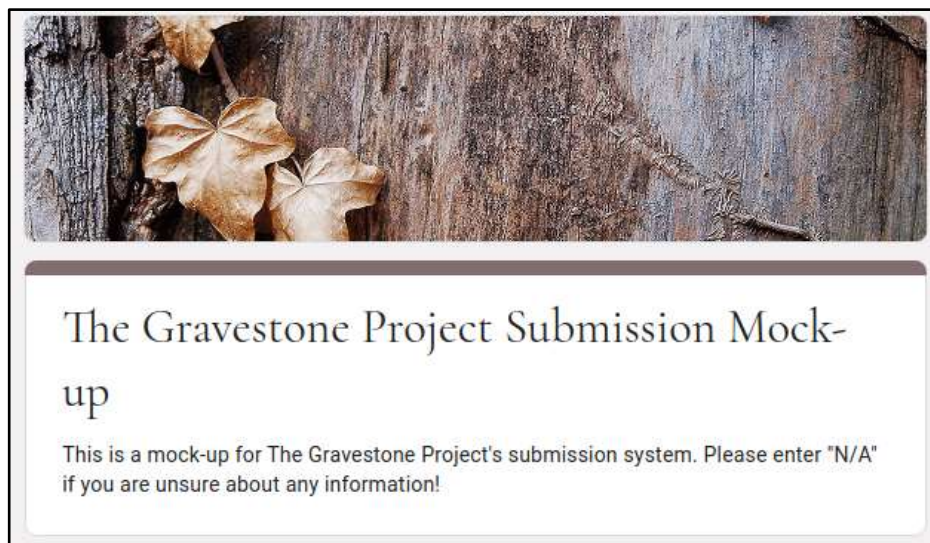 The Gravestone Project Submission Mock-
up
This is a mock-up for The Gravestone Project's submission system. Please enter "N/A"
if you are unsure about any information!